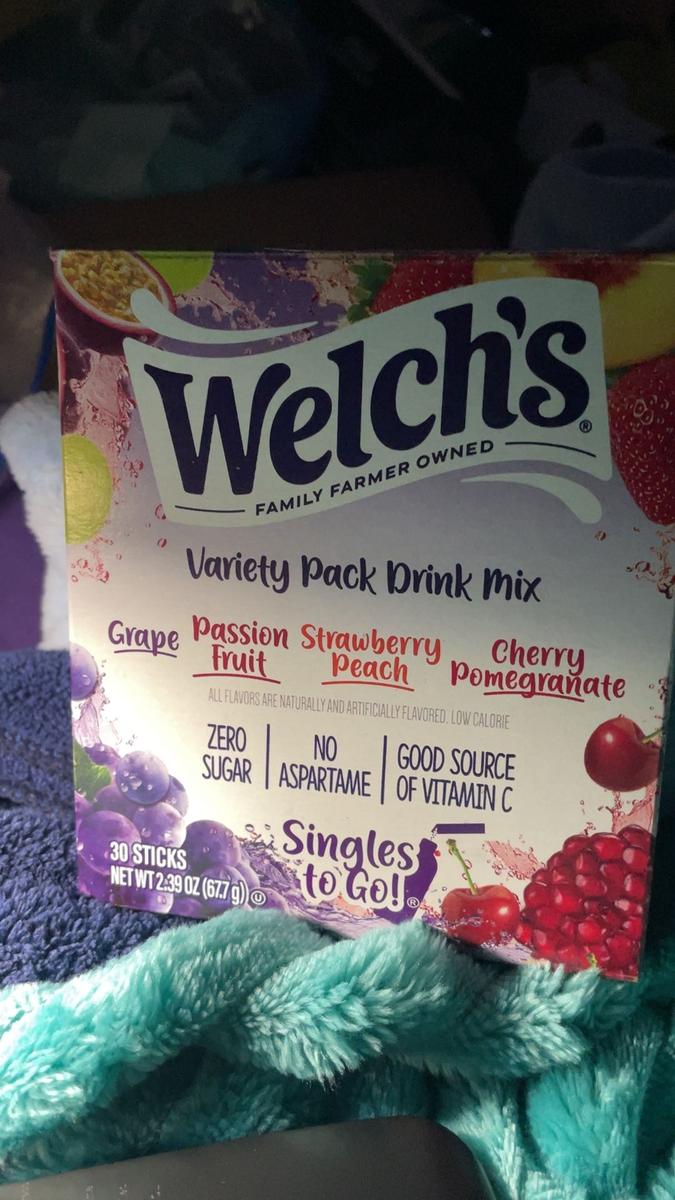 Welch's®
FAMILY FARMER OWNED
Variety Pack Drink Mix
Grape
Passion
Fruit
Strawberry
Peach
Cherry
Pomegranate
ALL FLAVORS ARE NATURALLY AND ARTIFICIALLY FLAVORED. LOW CALORIE
ZERO
SUGAR
NO
ASPARTAME
GOOD SOURCE
OF VITAMIN C
Singles
to Go!®
30 STICKS
NET WT 2.39 OZ (67.7 g) U